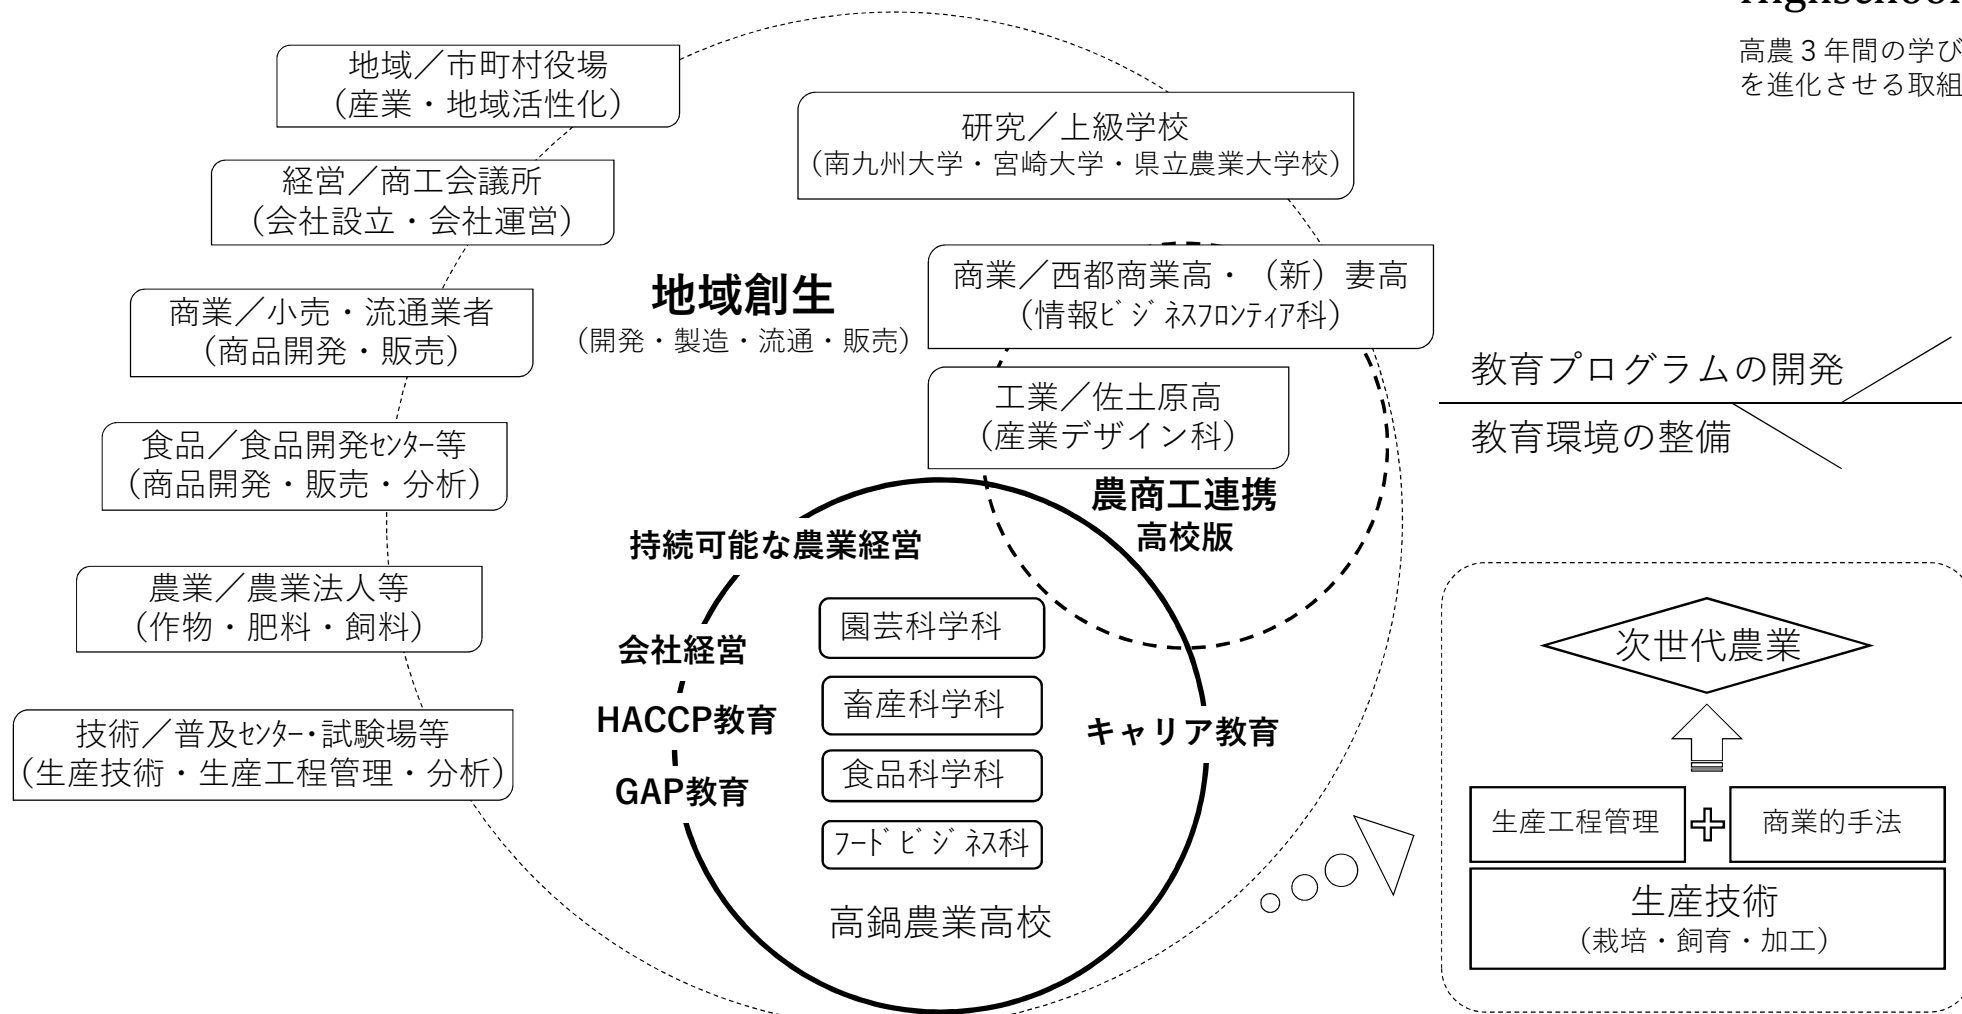 Highschool
高農３年間の学び
を進化させる取組
地域／市町村役場
（産業・地域活性化）
研究／上級学校
（南九州大学・宮崎大学・県立農業大学校）
経営／商工会議所
（会社設立・会社運営）
商業／西都商業高・（新）妻高
（情報ﾋﾞｼﾞﾈｽﾌﾛﾝﾃｨｱ科）
地域創生
（開発・製造・流通・販売）
商業／小売・流通業者
（商品開発・販売）
工業／佐土原高
（産業デザイン科）
教育プログラムの開発
教育環境の整備
食品／食品開発ｾﾝﾀｰ等
（商品開発・販売・分析）
農商工連携
高校版
持続可能な農業経営
農業／農業法人等
（作物・肥料・飼料）
会社経営
HACCP教育
GAP教育
キャリア教育
園芸科学科
畜産科学科
食品科学科
ﾌｰﾄﾞﾋﾞｼﾞﾈｽ科
高鍋農業高校
技術／普及ｾﾝﾀｰ・試験場等
（生産技術・生産工程管理・分析）
次世代農業
生産工程管理
商業的手法
生産技術
（栽培・飼育・加工）